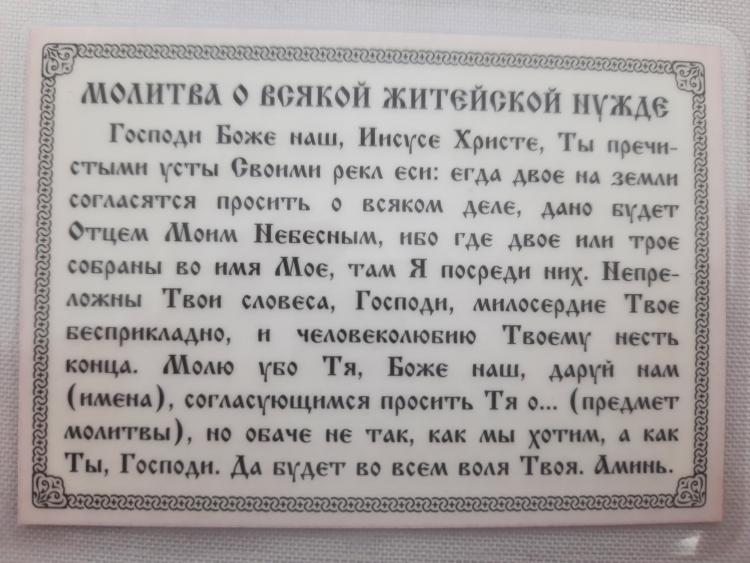 МОЛИТВА О ВСЯКОЙ ЖИТЕЙСКОЙ НУЖДЕ
Господи Боже наш, Иисусе Христе, Ты пречи-
стыми усты Своими рекл еси: егда двое на земли
согласятся просить о всяком деле, дано будет
Отцем Моим Небесным, ибо где двое или трое
собраны во имя Мое, там Я посреди них. Непре-
ложны Твои словеса, Господи, милосердие Твое
бесприкладно, и человеколюбию Твоему несть
конца. Молю убо Тя, Боже наш, даруй нам
(имена), согласующимся просить Тя о... (предмет
молитвы), но обаче не так, как мы хотим, а как
Ты, Господи. Да будет во всем воля Твоя. Аминь.